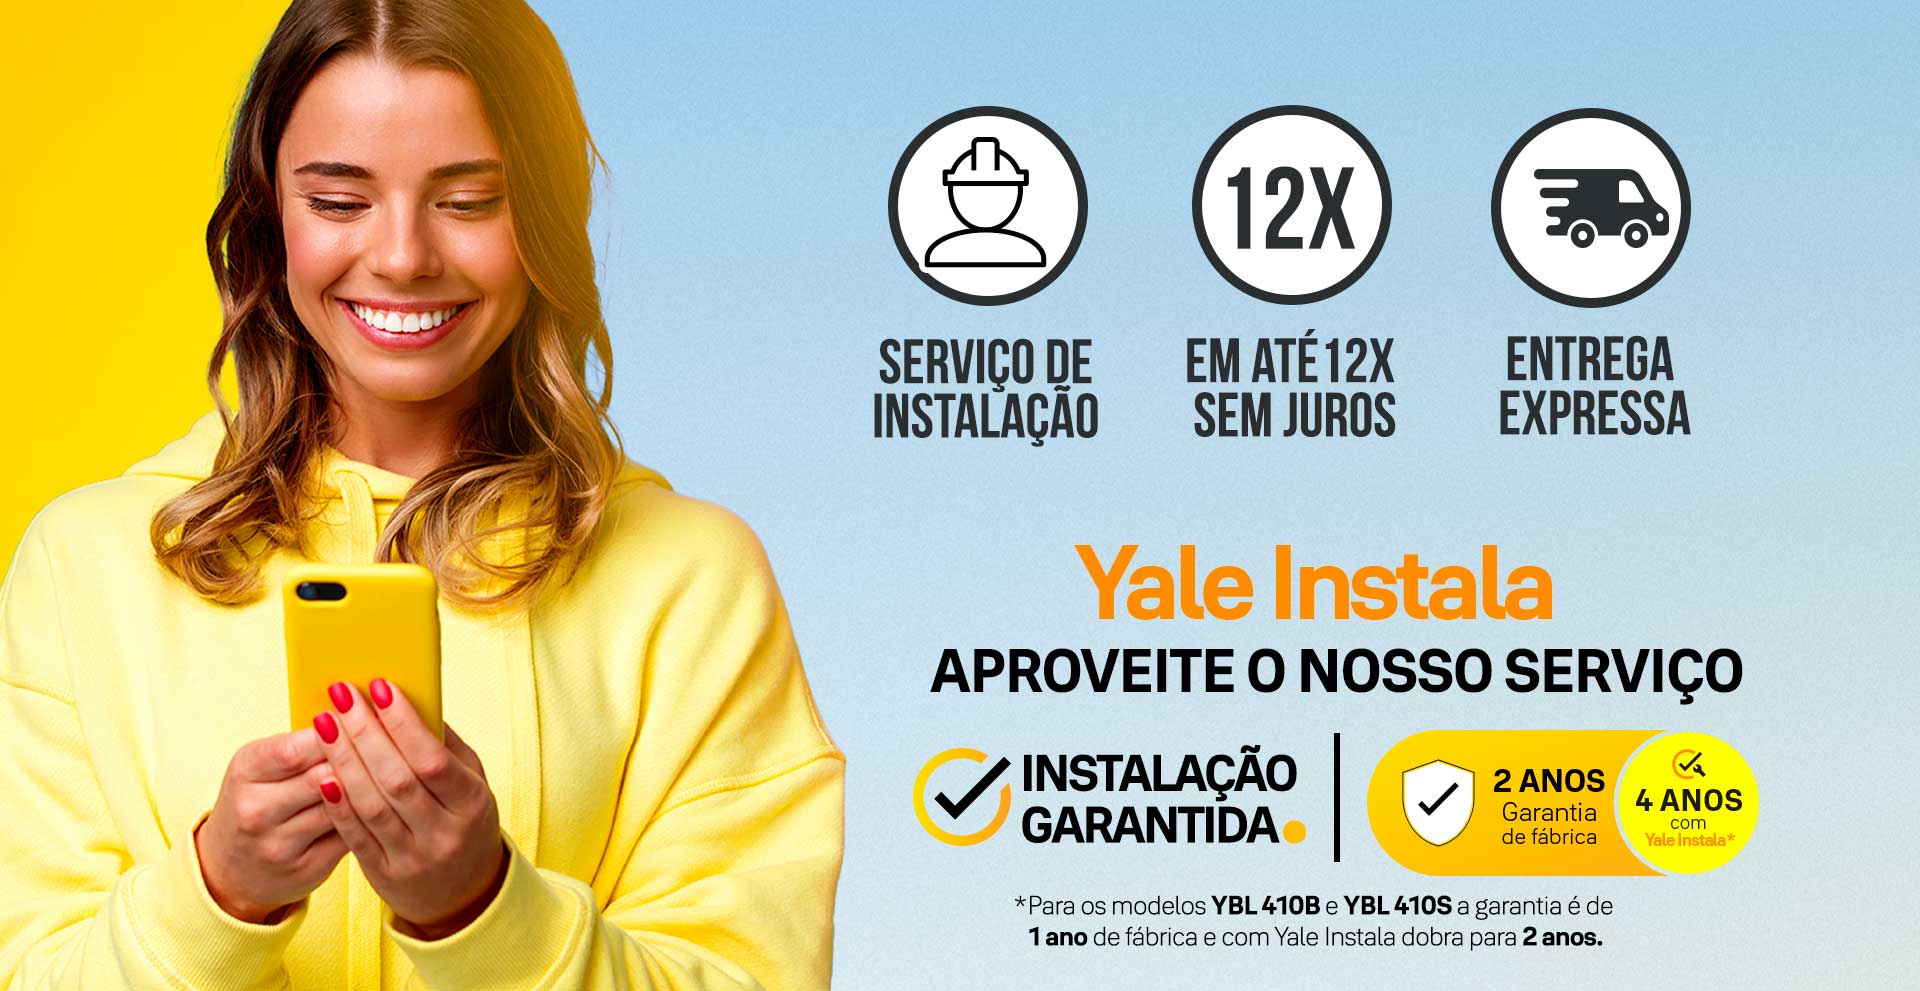 12X
SERVIÇO DE
INSTALAÇÃO
EM ATÉ 12X
SEM JUROS
ENTREGA
EXPRESSA
Yale Instala
APROVEITE O NOSSO SERVIÇO
INSTALAÇÃO
GARANTIDA.
2 ANOS
Garantia
de fábrica
4 ANOS
com
Yale Instala*
*Para os modelos YBL 410B e YBL 410S a garantia é de
1 ano de fábrica e com Yale Instala dobra para 2 anos.